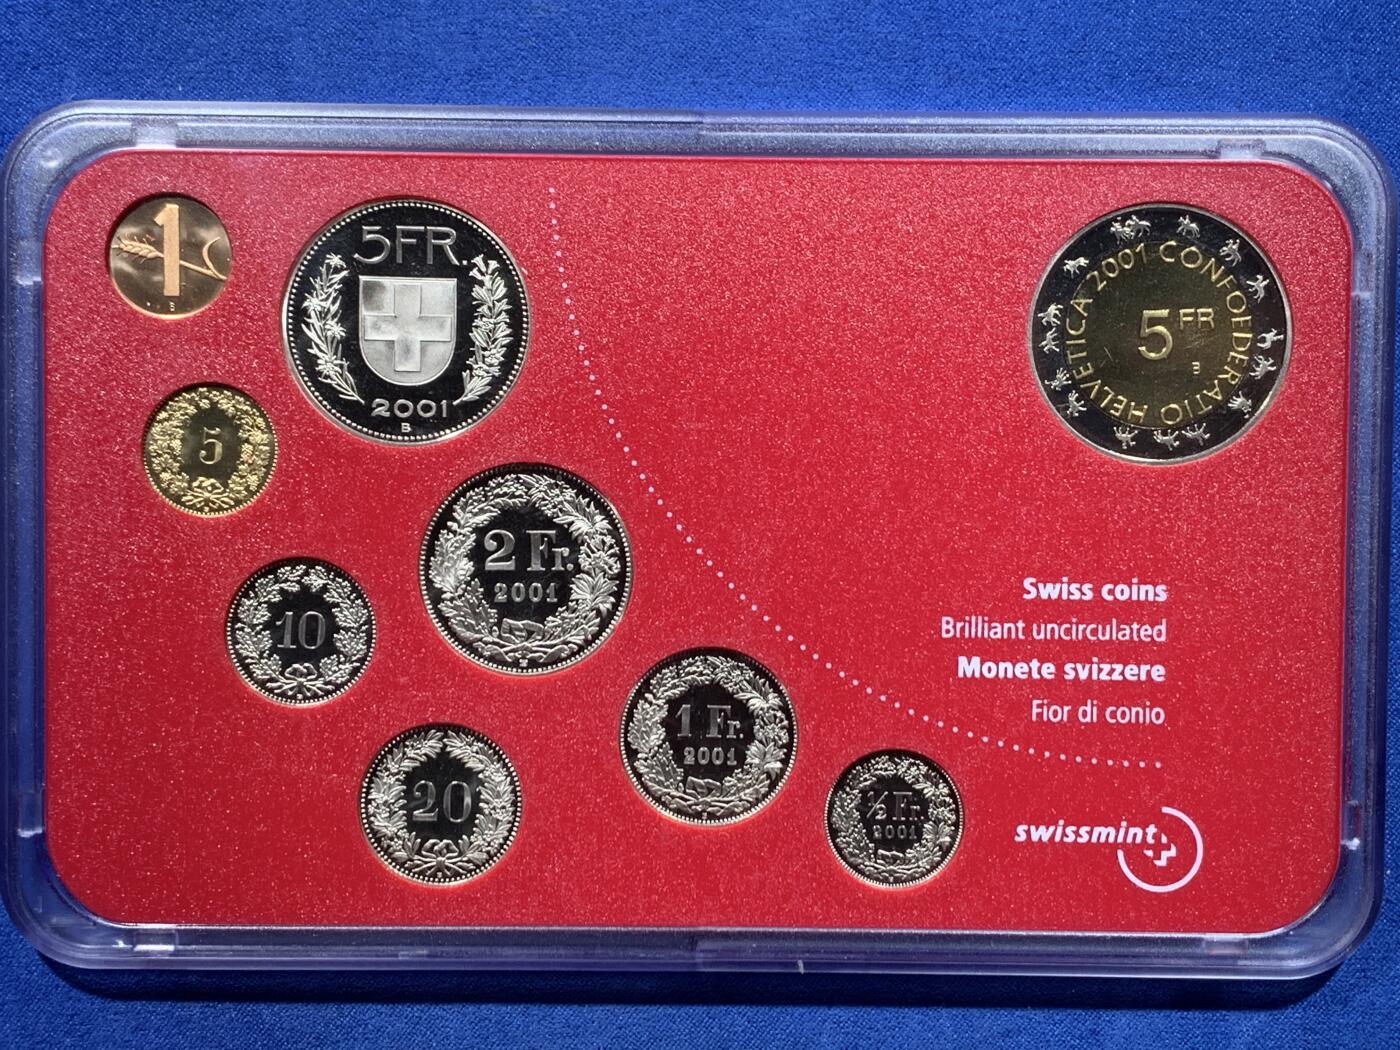 1
B
5FR.
2001
B
5
2 Fr.
2001
10
1 Fr.
2001
20
½ Fr.
2001
CONFOEDERATIO HELVETICA 2001
5 FR
B
Swiss coins
Brilliant uncirculated
Monete svizzere
Fior di conio
swissmint